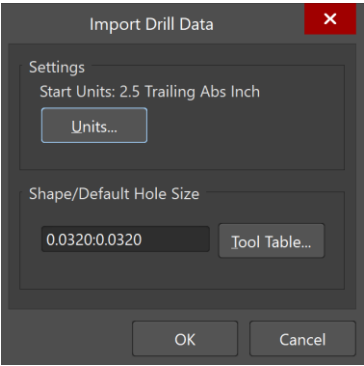 Import Drill Data
Settings
Start Units: 2.5 Trailing Abs Inch
Units...
Shape/Default Hole Size
0.0320:0.0320
Tool Table...
OK
Cancel